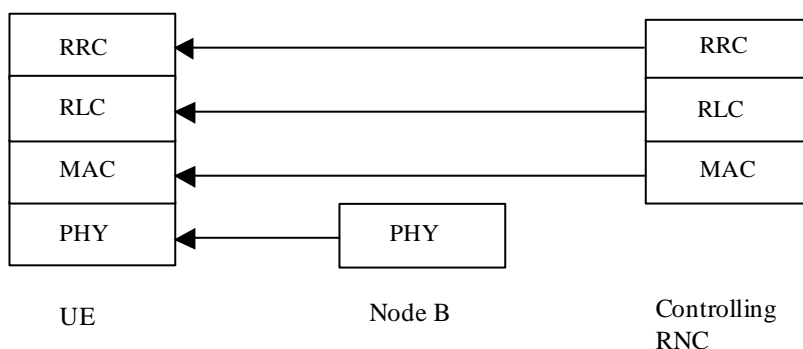 RRC
RRC
RLC
RLC
MAC
MAC
PHY
PHY
UE
Node B
Controlling
RNC